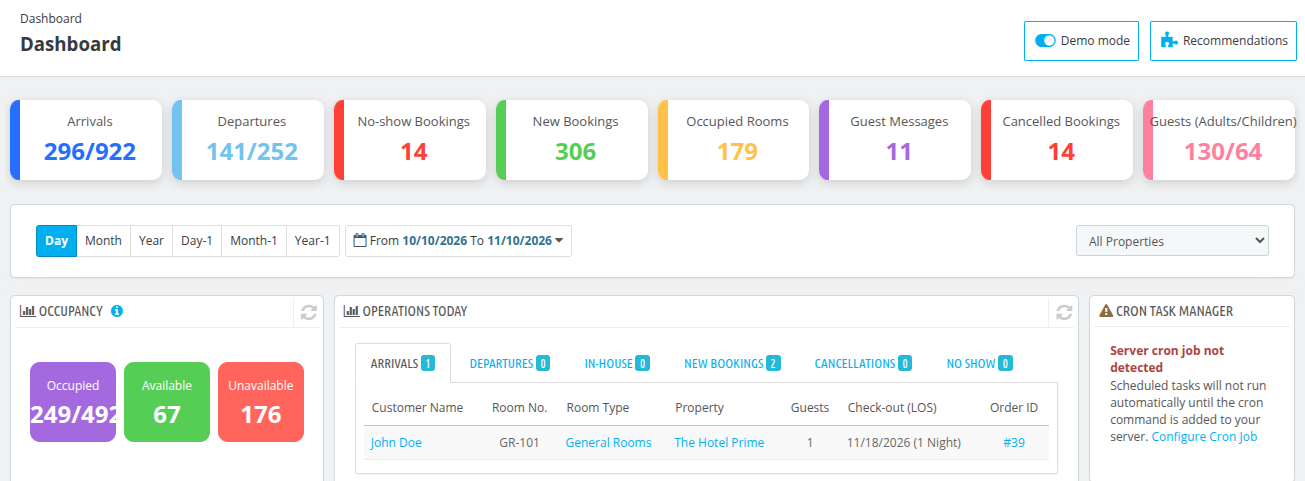 Dashboard
Dashboard
Demo mode
Recommendations
Arrivals
296/922
Departures
141/252
No-show Bookings
14
New Bookings
306
Occupied Rooms
179
Guest Messages
11
Cancelled Bookings
14
Guests (Adults/Children)
130/64
Day Month Year Day-1 Month-1 Year-1 From 10/10/2026 To 11/10/2026
All Properties
OCCUPANCY
Occupied
249/492
Available
67
Unavailable
176
OPERATIONS TODAY
ARRIVALS 1 DEPARTURES 0 IN-HOUSE 0 NEW BOOKINGS 2 CANCELLATIONS 0 NO SHOW 0
Customer Name Room No. Room Type Property Guests Check-out (LOS) Order ID
John Doe GR-101 General Rooms The Hotel Prime 1 11/18/2026 (1 Night) #39
CRON TASK MANAGER
Server cron job not
detected
Scheduled tasks will not run
automatically until the cron
command is added to your
server. Configure Cron Job